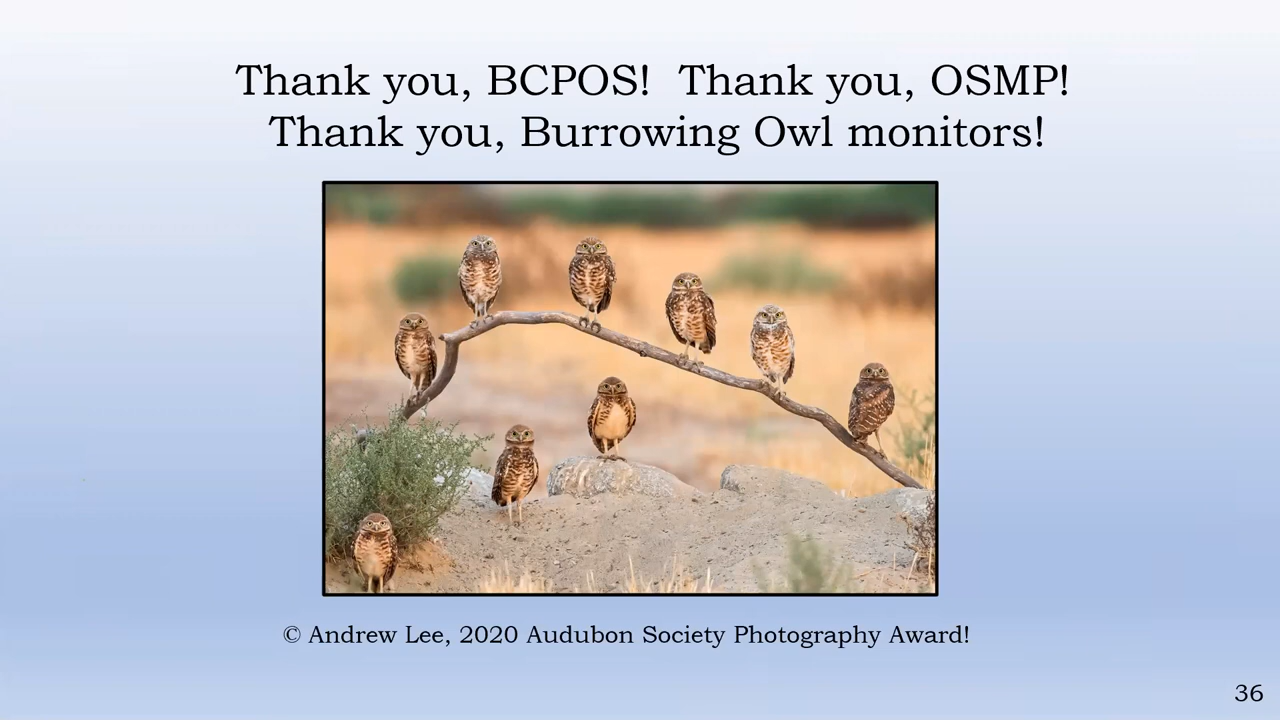 Thank you, BCPOS!  Thank you, OSMP!
Thank you, Burrowing Owl monitors!
© Andrew Lee, 2020 Audubon Society Photography Award!
36